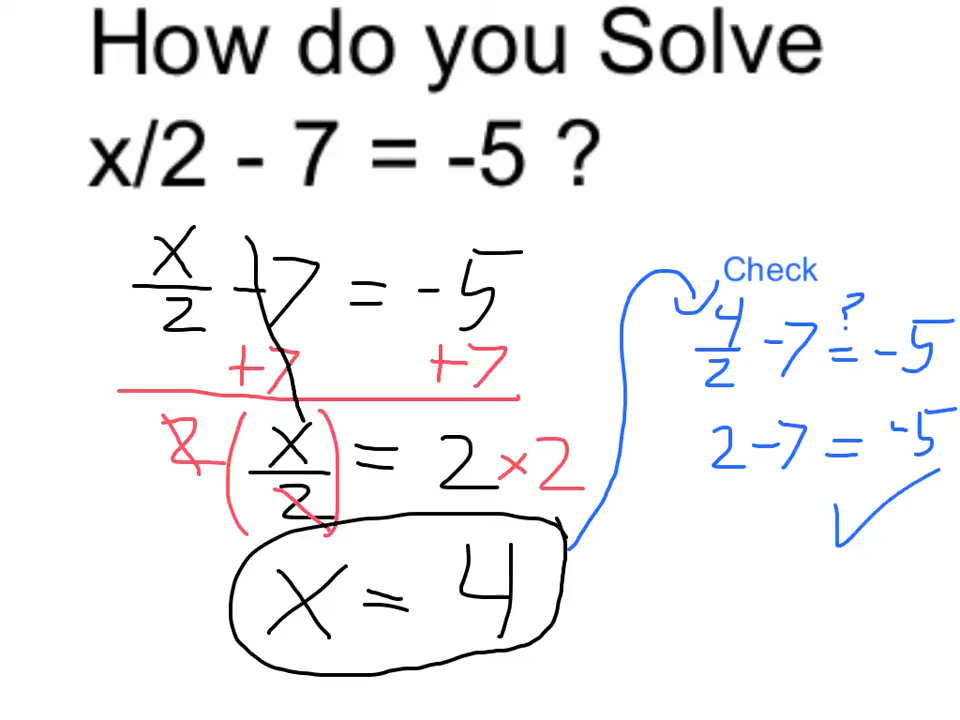 How do you Solve
x/2 - 7 = -5 ?
x/2 - 7 = -5
+7 +7
2 (x/2) = 2 × 2
x = 4
Check
4/2 - 7 ?= -5
2 - 7 = -5